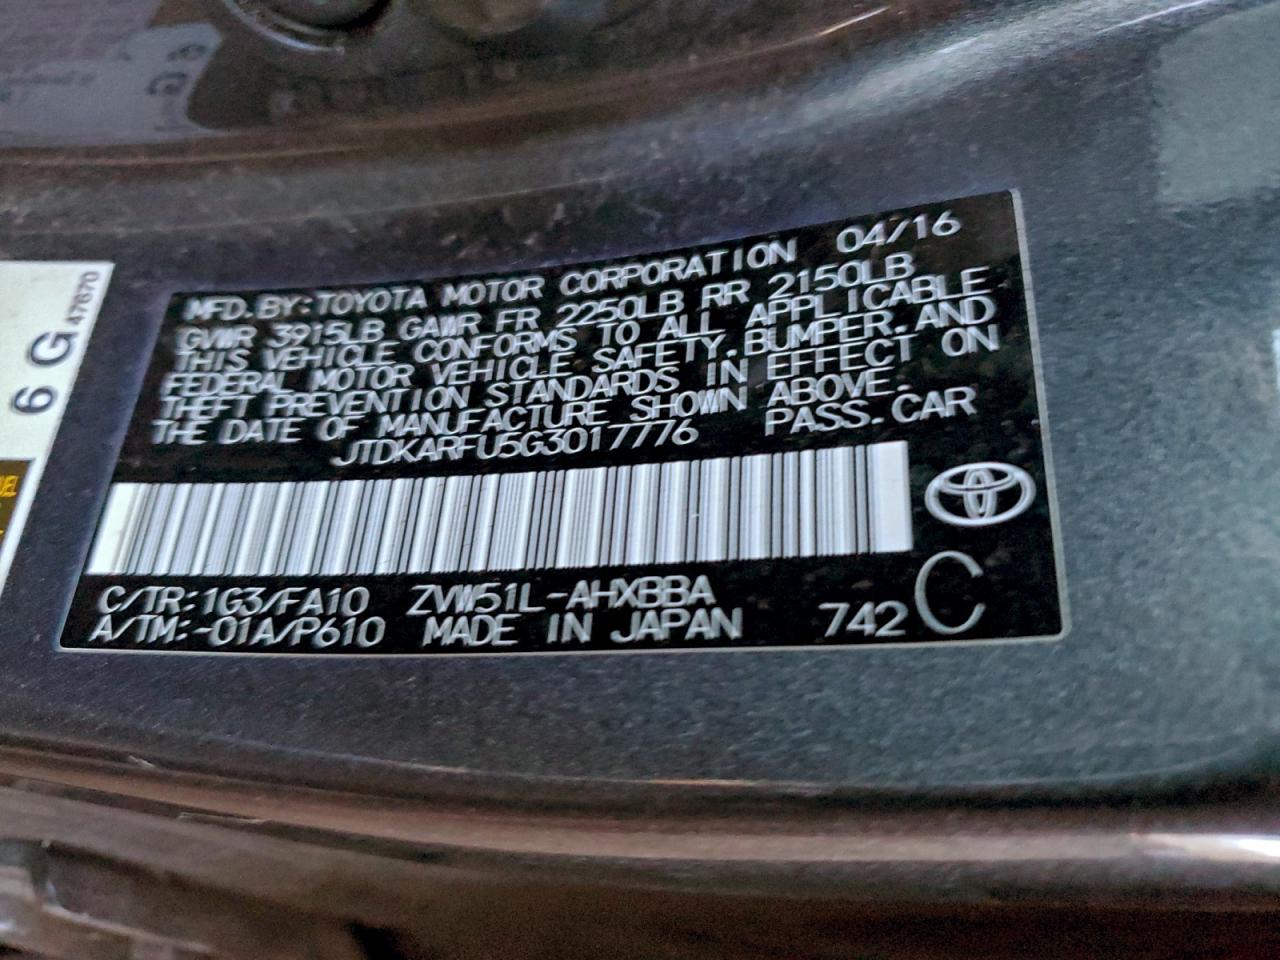 MFD. BY: TOYOTA MOTOR CORPORATION 04/16
GVWR 3915LB GAWR FR 2250LB RR 2150LB
THIS VEHICLE CONFORMS TO ALL APPLICABLE
FEDERAL MOTOR VEHICLE SAFETY, BUMPER, AND
THEFT PREVENTION STANDARDS IN EFFECT ON
THE DATE OF MANUFACTURE SHOWN ABOVE.
JTDKARFU5G3017776 PASS. CAR
C/TR: 1G3/FA10 ZVW51L-AHXBBA
A/TM: -01A/P610 MADE IN JAPAN 742 C
6 G 47670